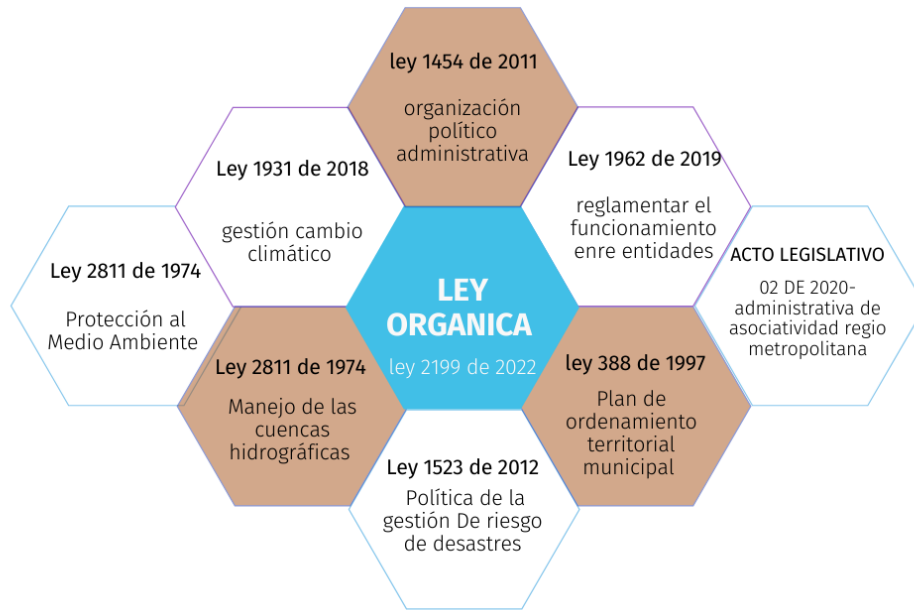 ley 1454 de 2011
organización
político
administrativa
Ley 1931 de 2018
gestión cambio
climático
Ley 1962 de 2019
reglamentar el
funcionamiento
enre entidades
Ley 2811 de 1974
Protección al
Medio Ambiente
LEY
ORGANICA
ley 2199 de 2022
ACTO LEGISLATIVO
02 DE 2020-
administrativa de
asociatividad regio
metropolitana
Ley 2811 de 1974
Manejo de las
cuencas
hidrográficas
ley 388 de 1997
Plan de
ordenamiento
territorial
municipal
Ley 1523 de 2012
Política de la
gestión De riesgo
de desastres